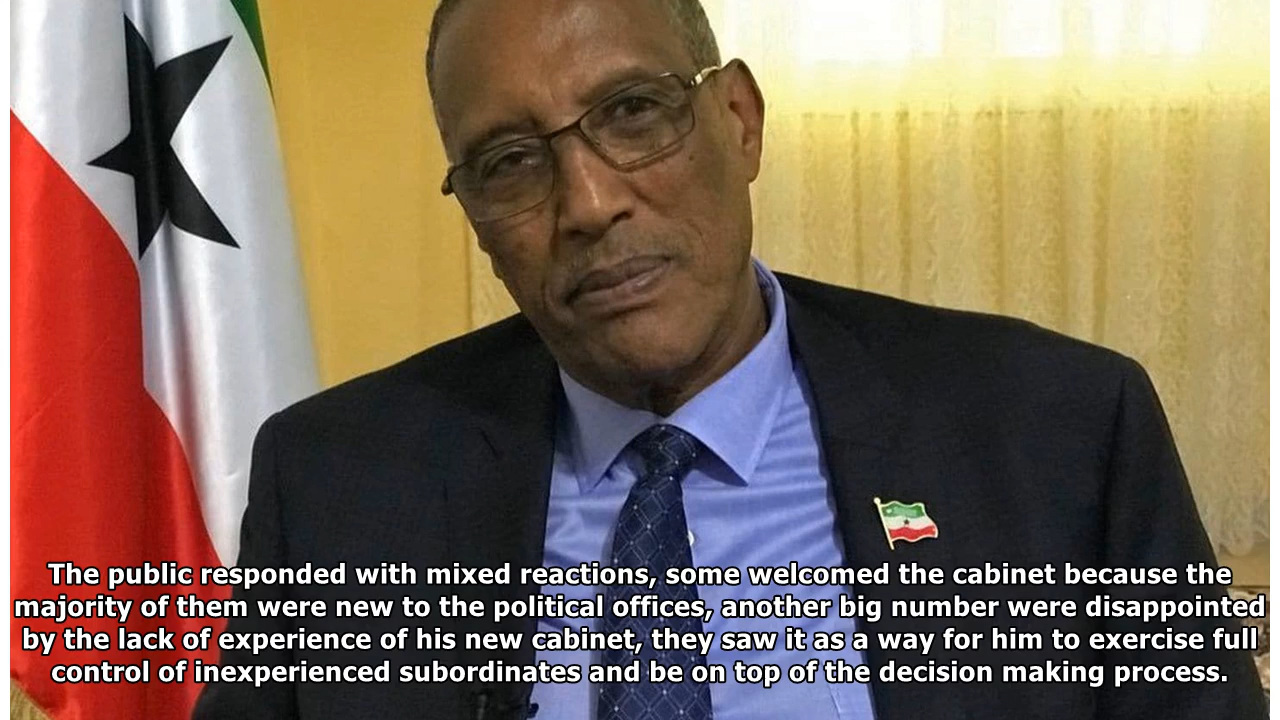 The public responded with mixed reactions, some welcomed the cabinet because the
majority of them were new to the political offices, another big number were disappointed
by the lack of experience of his new cabinet, they saw it as a way for him to exercise full
control of inexperienced subordinates and be on top of the decision making process.